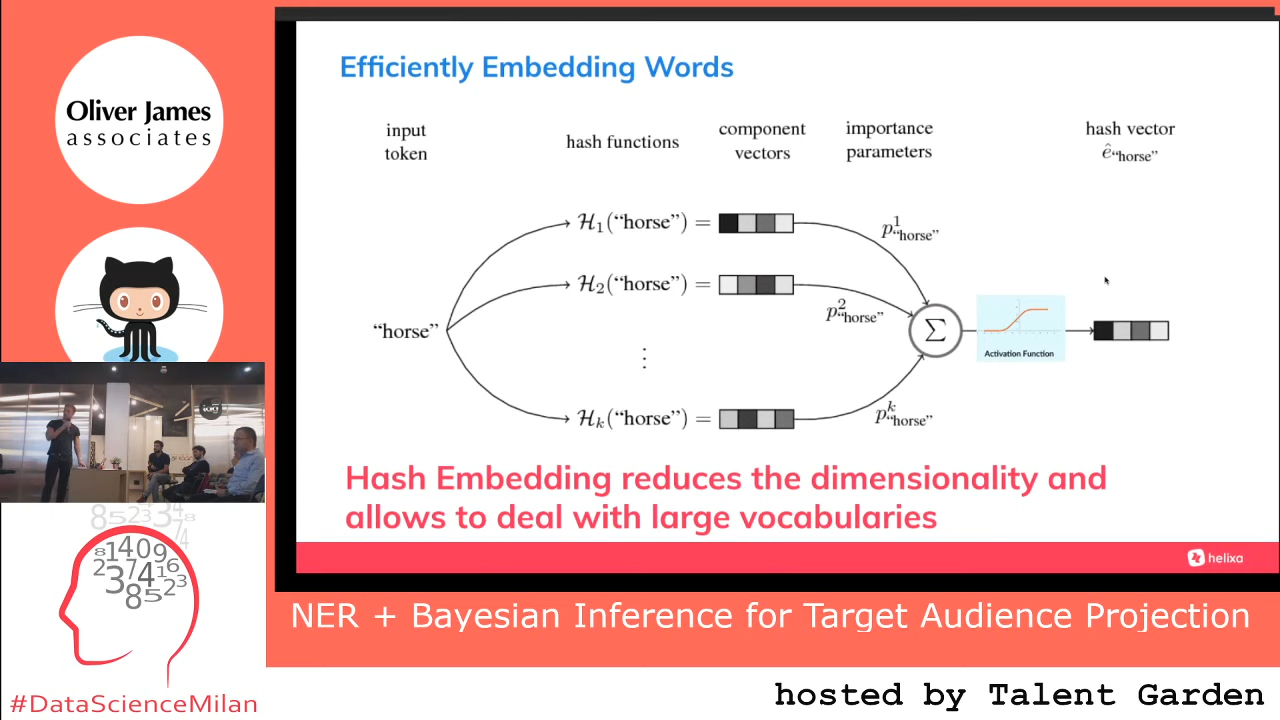 Oliver James
associates
Efficiently Embedding Words
input
token
hash functions
component
vectors
importance
parameters
hash vector
ê“horse”
“horse”
ℋ₁(“horse”) =
p¹“horse”
ℋ₂(“horse”) =
p²“horse”
⋮
ℋₖ(“horse”) =
pᵏ“horse”
Σ
Activation Function
Hash Embedding reduces the dimensionality and
allows to deal with large vocabularies
helixa
NER + Bayesian Inference for Target Audience Projection
#DataScienceMilan
hosted by Talent Garden